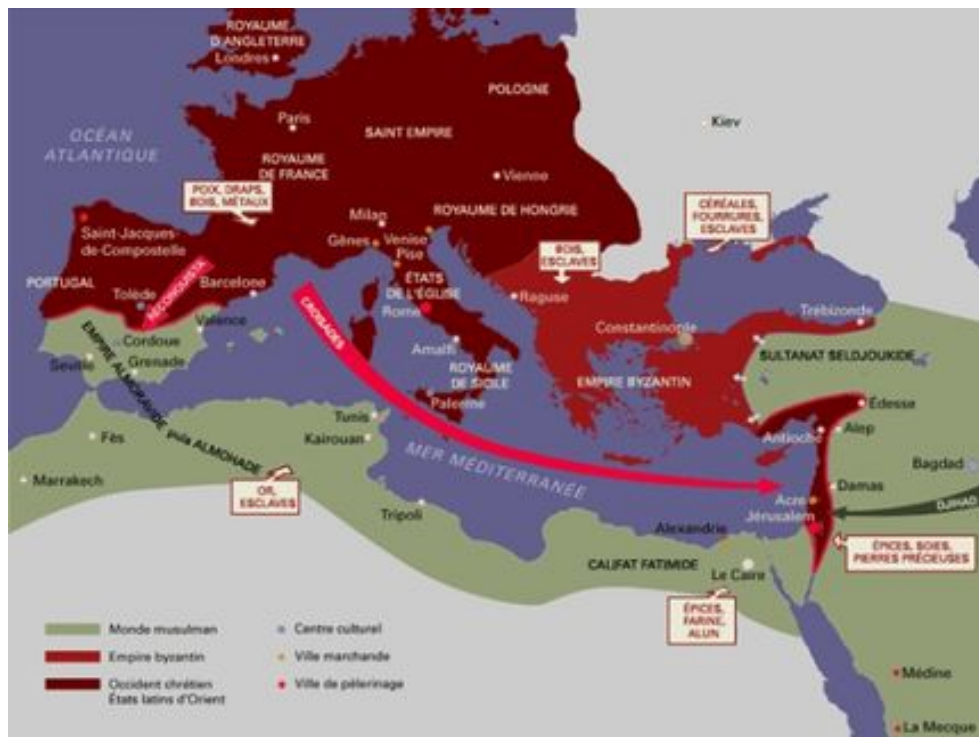 ROYAUME
D'ANGLETERRE
Londres
POLOGNE
Kiev
Paris
SAINT EMPIRE
OCÉAN
ATLANTIQUE
ROYAUME
DE FRANCE
Vienne
POIX, DRAPS,
BOIS, MÉTAUX
Milan
ROYAUME DE HONGRIE
CÉRÉALES,
FOURRURES,
ESCLAVES
Saint-Jacques-
de-Compostelle
Gênes
Venise
Pise
BOIS,
ESCLAVES
PORTUGAL
RECONQUISTA
Barcelone
ÉTATS
DE L'ÉGLISE
Raguse
Tolède
CROISADES
Rome
Valence
Trébizonde
Cordoue
Constantinople
Séville
Grenade
Amalfi
SULTANAT SELDJOUKIDE
EMPIRE ALMORAVIDE puis ALMOHADE
ROYAUME
DE SICILE
EMPIRE BYZANTIN
Palerme
Édesse
Tunis
Antioche
Alep
Fès
Kairouan
MER MÉDITERRANÉE
Bagdad
Marrakech
OR,
ESCLAVES
Damas
Acre
Tripoli
Jérusalem
DJIHAD
Alexandrie
ÉPICES, SOIES,
PIERRES PRÉCIEUSES
CALIFAT FATIMIDE
Le Caire
ÉPICES,
FARINE,
ALUN
Monde musulman
Centre culturel
Empire byzantin
Ville marchande
Occident chrétien
États latins d'Orient
Ville de pèlerinage
Médine
La Mecque